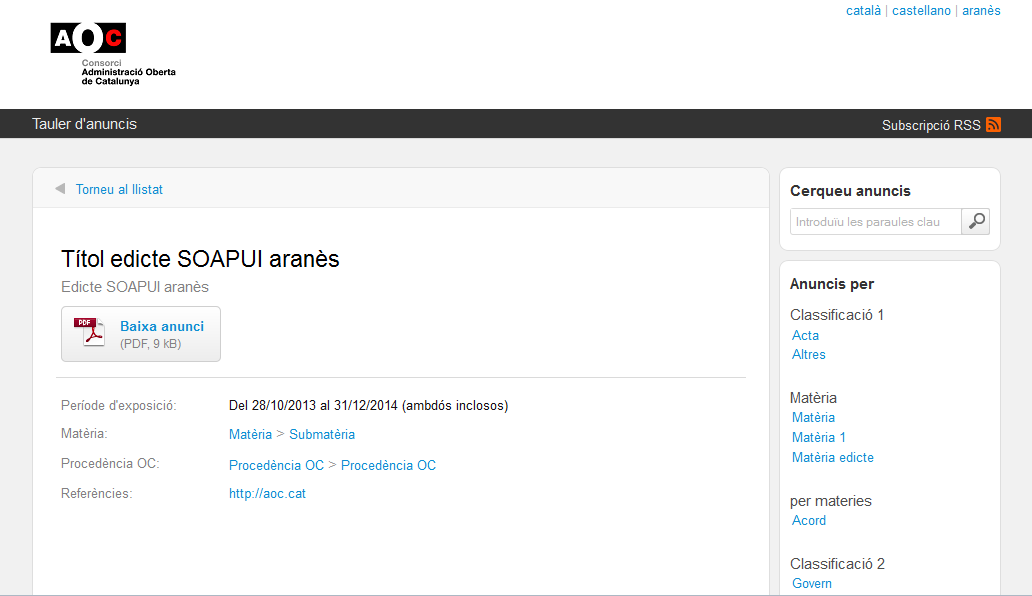 català | castellano | aranès
AOC
Consorci
Administració Oberta
de Catalunya
Tauler d'anuncis
Subscripció RSS
Torneu al llistat
Títol edicte SOAPUI aranès
Edicte SOAPUI aranès
PDF
Baixa anunci
(PDF, 9 kB)
Període d'exposició: Del 28/10/2013 al 31/12/2014 (ambdós inclosos)
Matèria: Matèria > Submatèria
Procedència OC: Procedència OC > Procedència OC
Referències: http://aoc.cat
Cerqueu anuncis
Introduïu les paraules clau
Anuncis per
Classificació 1
Acta
Altres
Matèria
Matèria
Matèria 1
Matèria edicte
per materies
Acord
Classificació 2
Govern